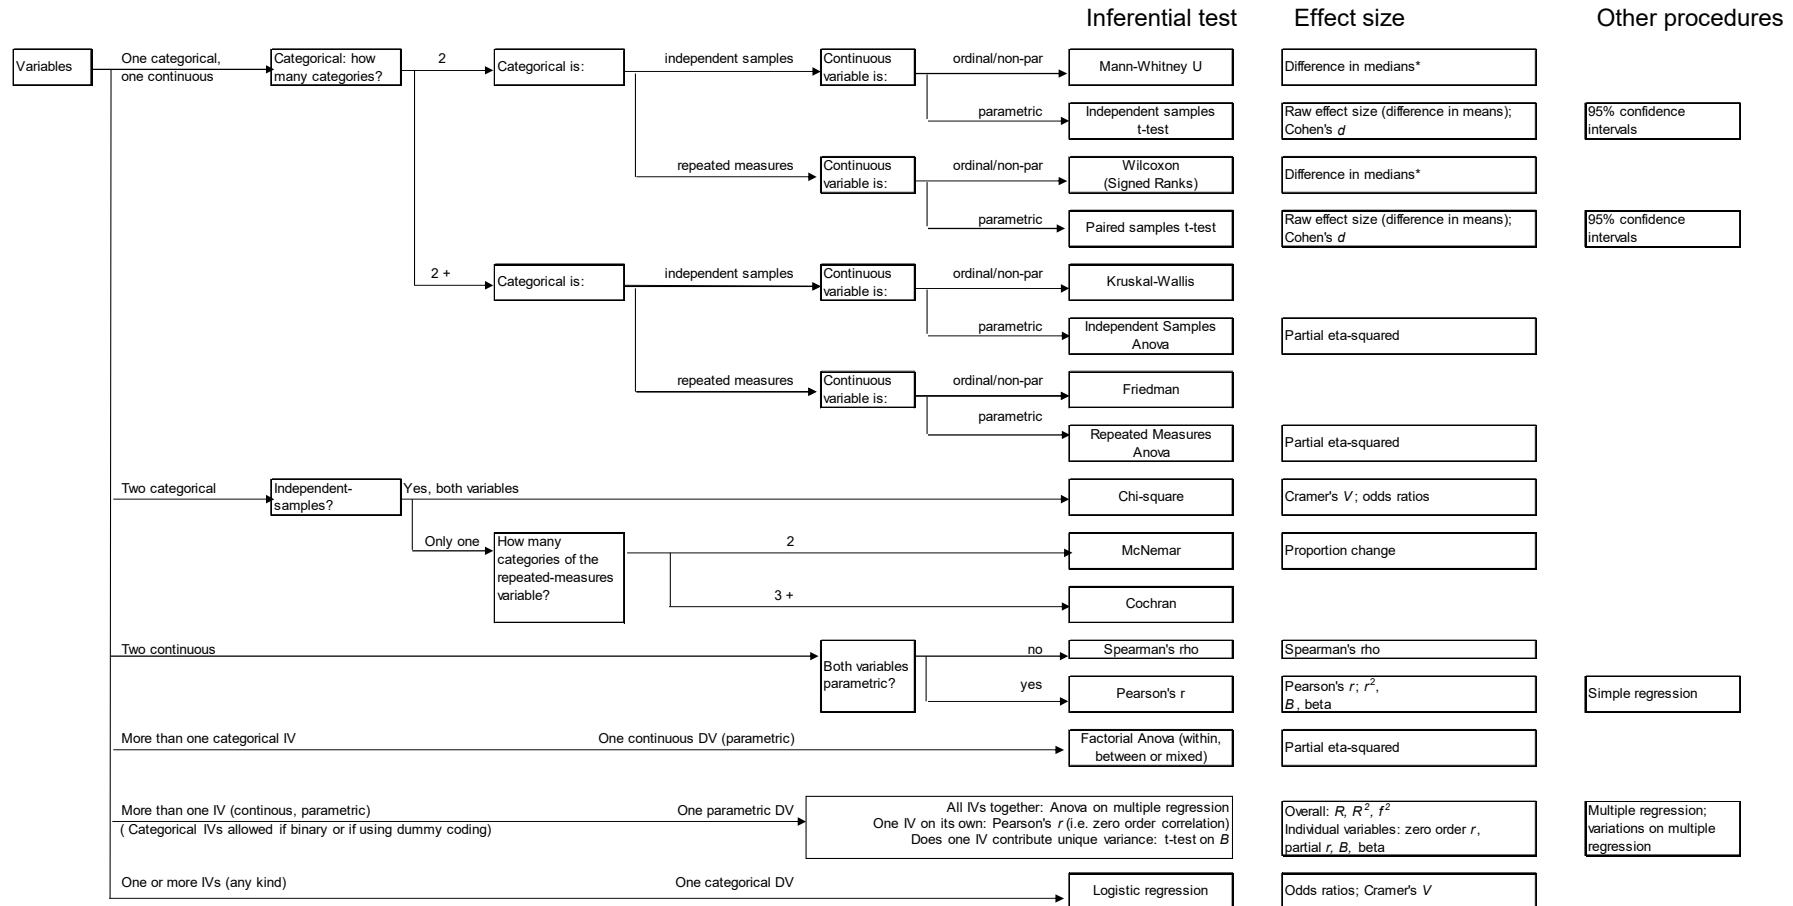 Inferential test
Effect size
Other procedures
Variables
One categorical,
one continuous
Categorical: how
many categories?
2
Categorical is:
independent samples
Continuous
variable is:
ordinal/non-par
Mann-Whitney U
Difference in medians*
parametric
Independent samples
t-test
Raw effect size (difference in means);
Cohen's d
95% confidence
intervals
repeated measures
Continuous
variable is:
ordinal/non-par
Wilcoxon
(Signed Ranks)
Difference in medians*
parametric
Paired samples t-test
Raw effect size (difference in means);
Cohen's d
95% confidence
intervals
2 +
Categorical is:
independent samples
Continuous
variable is:
ordinal/non-par
Kruskal-Wallis
parametric
Independent Samples
Anova
Partial eta-squared
repeated measures
Continuous
variable is:
ordinal/non-par
Friedman
parametric
Repeated Measures
Anova
Partial eta-squared
Two categorical
Independent-
samples?
Yes, both variables
Chi-square
Cramer's V; odds ratios
Only one
How many
categories of the
repeated-measures
variable?
2
McNemar
Proportion change
3 +
Cochran
Two continuous
Both variables
parametric?
no
Spearman's rho
Spearman's rho
yes
Pearson's r
Pearson's r; r²,
B, beta
Simple regression
More than one categorical IV
One continuous DV (parametric)
Factorial Anova (within,
between or mixed)
Partial eta-squared
More than one IV (continous, parametric)
( Categorical IVs allowed if binary or if using dummy coding)
One parametric DV
All IVs together: Anova on multiple regression
One IV on its own: Pearson's r (i.e. zero order correlation)
Does one IV contribute unique variance: t-test on B
Overall: R, R², f²
Individual variables: zero order r,
partial r, B, beta
Multiple regression;
variations on multiple
regression
One or more IVs (any kind)
One categorical DV
Logistic regression
Odds ratios; Cramer's V